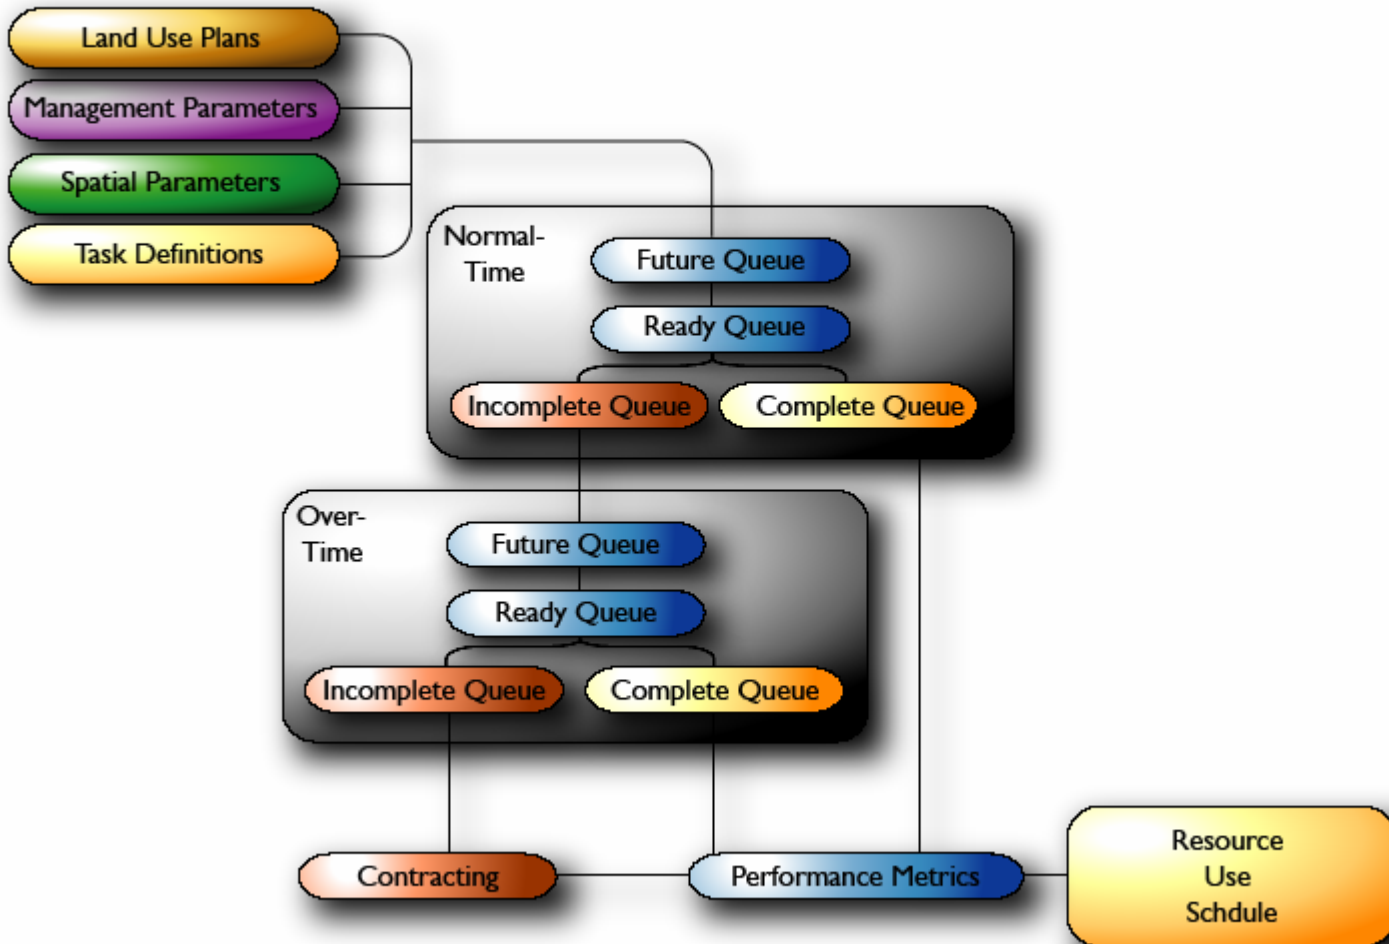 Land Use Plans
Management Parameters
Spatial Parameters
Task Definitions
Normal-
Time
Future Queue
Ready Queue
Incomplete Queue
Complete Queue
Over-
Time
Future Queue
Ready Queue
Incomplete Queue
Complete Queue
Contracting
Performance Metrics
Resource
Use
Schdule